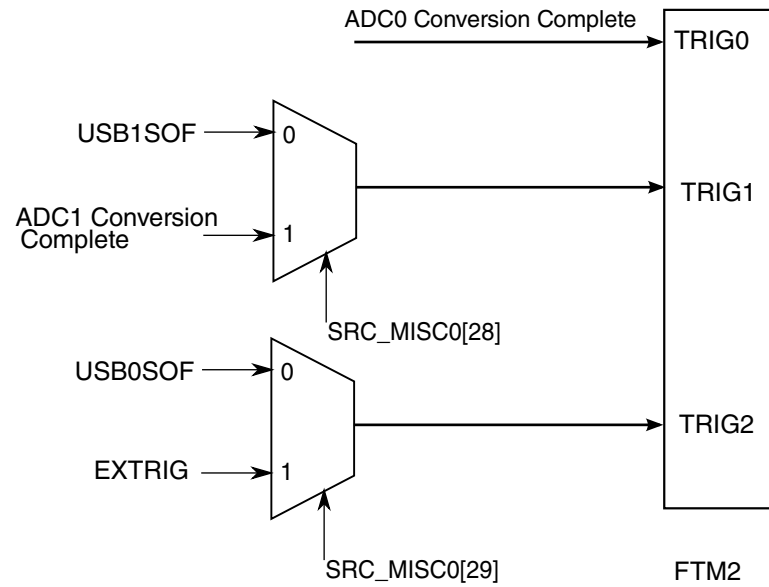 ADC0 Conversion Complete
TRIG0
USB1SOF
0
TRIG1
ADC1 Conversion
Complete
1
SRC_MISC0[28]
USB0SOF
0
TRIG2
EXTRIG
1
SRC_MISC0[29]
FTM2